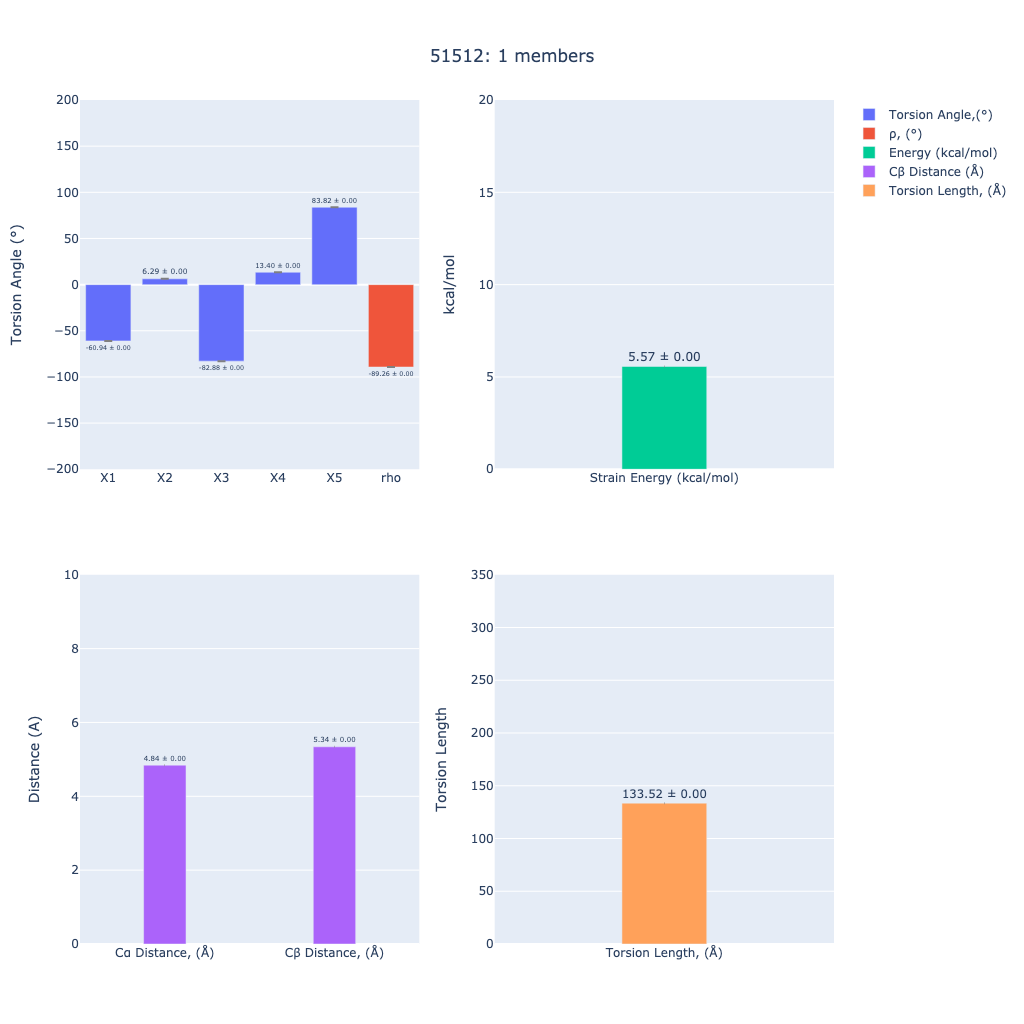 51512: 1 members
200
150
100
50
0
−50
−100
−150
−200
Torsion Angle (°)
-60.94 ± 0.00
6.29 ± 0.00
-82.88 ± 0.00
13.40 ± 0.00
83.82 ± 0.00
-89.26 ± 0.00
X1 X2 X3 X4 X5 rho
20
15
10
5
0
kcal/mol
5.57 ± 0.00
Strain Energy (kcal/mol)
Torsion Angle,(°)
ρ, (°)
Energy (kcal/mol)
Cβ Distance (Å)
Torsion Length, (Å)
10
8
6
4
2
0
Distance (A)
4.84 ± 0.00
5.34 ± 0.00
Cα Distance, (Å) Cβ Distance, (Å)
350
300
250
200
150
100
50
0
Torsion Length
133.52 ± 0.00
Torsion Length, (Å)